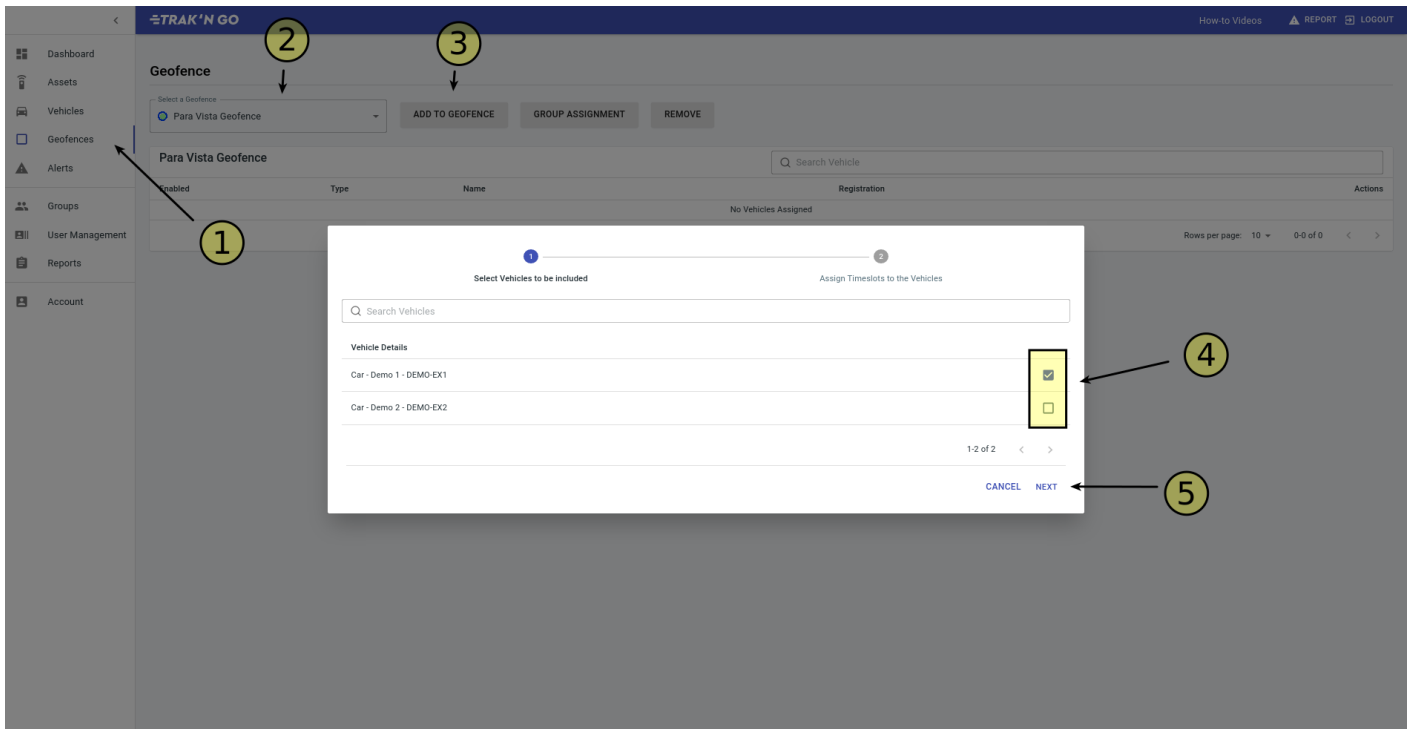 TRAK'N GO
How-to Videos
REPORT
LOGOUT
2
3
Dashboard
Assets
Vehicles
Geofences
Alerts
Groups
User Management
Reports
Account
1
Geofence
Select a Geofence
Para Vista Geofence
ADD TO GEOFENCE
GROUP ASSIGNMENT
REMOVE
Para Vista Geofence
Search Vehicle
Enabled Type Name Registration Actions
No Vehicles Assigned
Rows per page: 10 0-0 of 0
1
2
Select Vehicles to be included
Assign Timeslots to the Vehicles
Search Vehicles
Vehicle Details
Car - Demo 1 - DEMO-EX1
Car - Demo 2 - DEMO-EX2
4
1-2 of 2
CANCEL NEXT
5